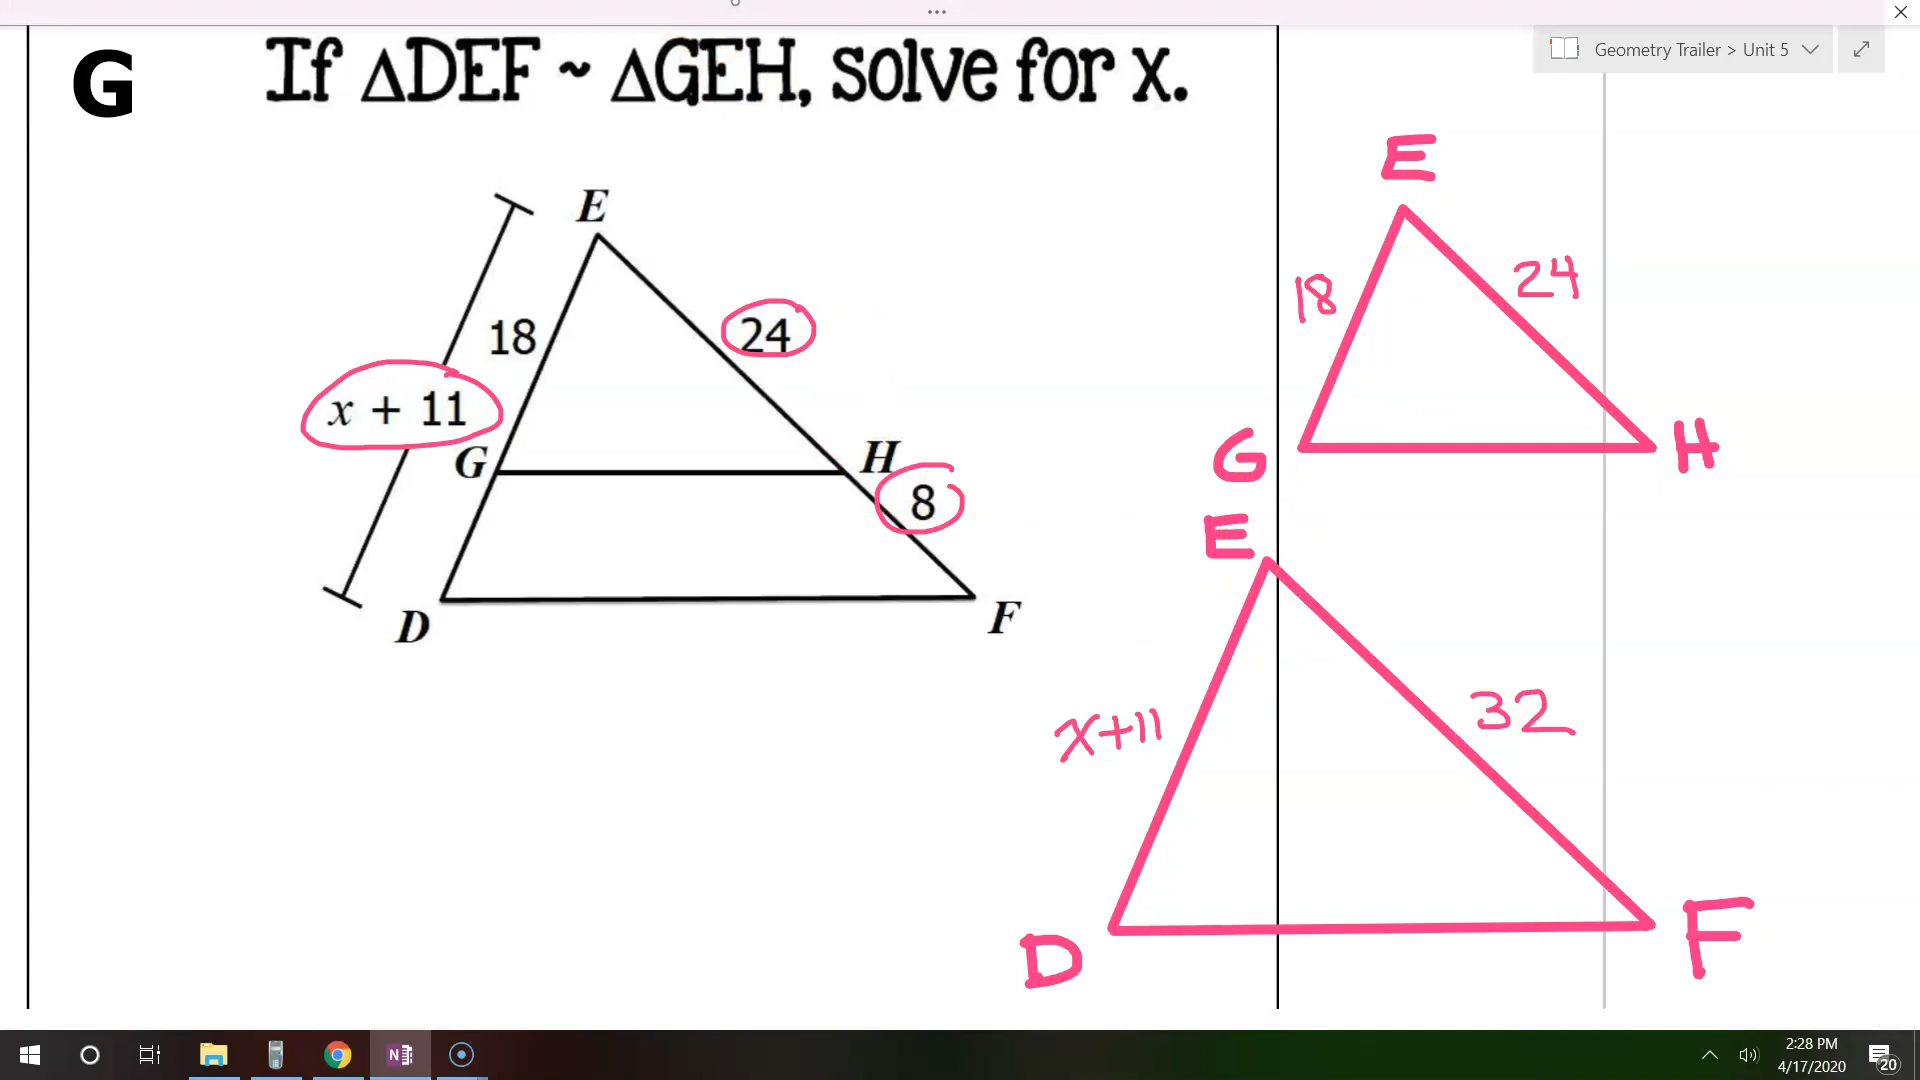 ...
Geometry Trailer > Unit 5
G
If ΔDEF ~ ΔGEH, solve for x.
E
18
24
x + 11
G
H
8
D
F
E
18
24
G
H
E
x+11
32
D
F
N
2:28 PM
4/17/2020
20